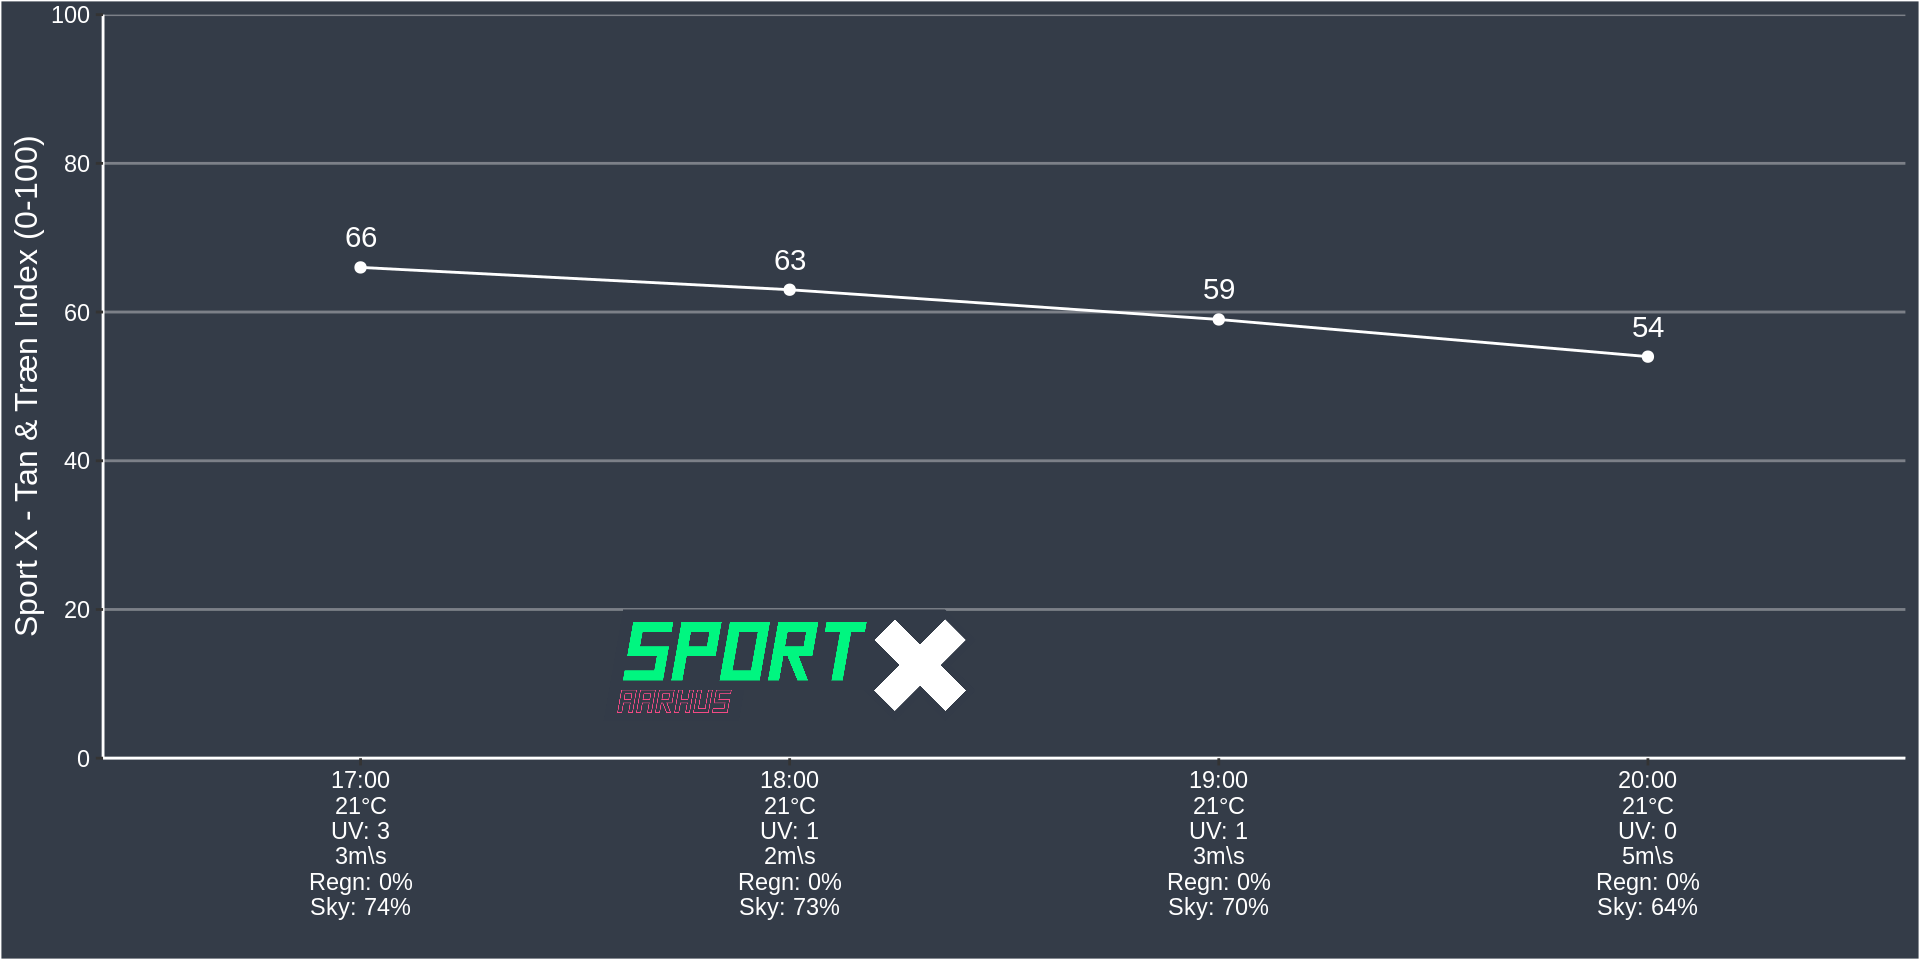 Sport X - Tan & Træn Index (0-100)
100
80
60
40
20
0
66
63
59
54
SPORT X
AARHUS
17:00
21°C
UV: 3
3m\s
Regn: 0%
Sky: 74%
18:00
21°C
UV: 1
2m\s
Regn: 0%
Sky: 73%
19:00
21°C
UV: 1
3m\s
Regn: 0%
Sky: 70%
20:00
21°C
UV: 0
5m\s
Regn: 0%
Sky: 64%